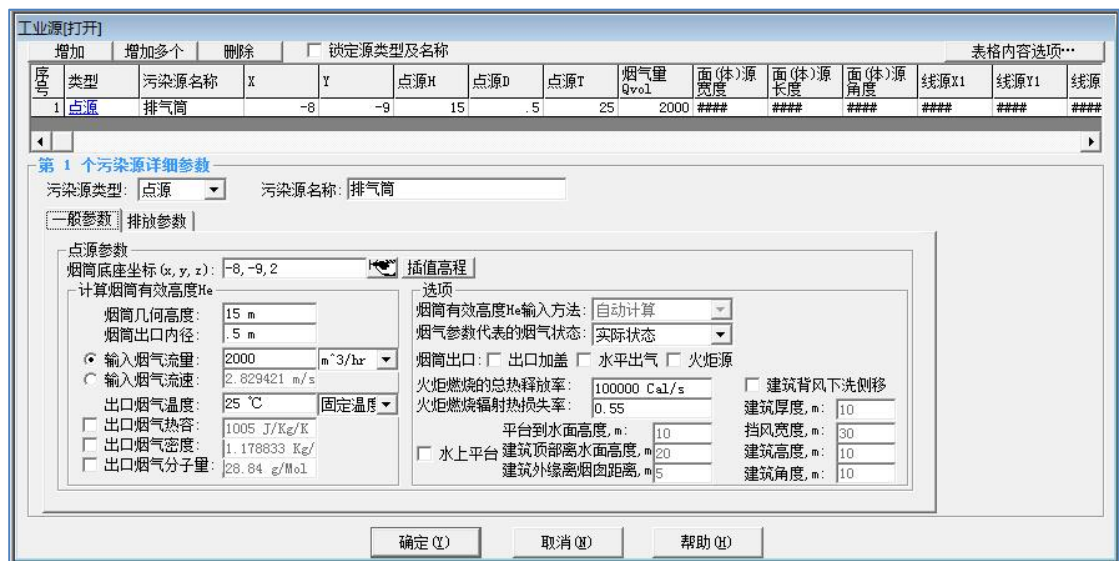 工业源[打开]
增加 增加多个 删除 锁定源类型及名称 表格内容选项…
序号 类型 污染源名称 X Y 点源H 点源D 点源T 烟气量Qvol 面(体)源宽度 面(体)源长度 面(体)源角度 线源X1 线源Y1 线源
1 点源 排气筒 -8 -9 15 .5 25 2000 #### #### #### #### #### ####
第 1 个污染源详细参数
污染源类型: 点源 污染源名称: 排气筒
一般参数 排放参数
点源参数
烟筒底座坐标(x,y,z): -8,-9,2 插值高程
计算烟筒有效高度He
烟筒几何高度: 15 m
烟筒出口内径: .5 m
输入烟气流量: 2000 m^3/hr
输入烟气流速: 2.829421 m/s
出口烟气温度: 25 ℃ 固定温度
出口烟气热容: 1005 J/Kg/K
出口烟气密度: 1.178833 Kg/
出口烟气分子量: 28.84 g/Mol
选项
烟筒有效高度He输入方法: 自动计算
烟气参数代表的烟气状态: 实际状态
烟筒出口: 出口加盖 水平出气 火炬源
火炬燃烧的总热释放率: 100000 Cal/s
火炬燃烧辐射热损失率: 0.55
水上平台
平台到水面高度,m: 10
建筑顶部离水面高度,m 20
建筑外缘离烟囱距离,m 5
建筑背风下洗侧移
建筑厚度,m: 10
挡风宽度,m: 30
建筑高度,m: 10
建筑角度,m: 10
确定(Y) 取消(N) 帮助(H)